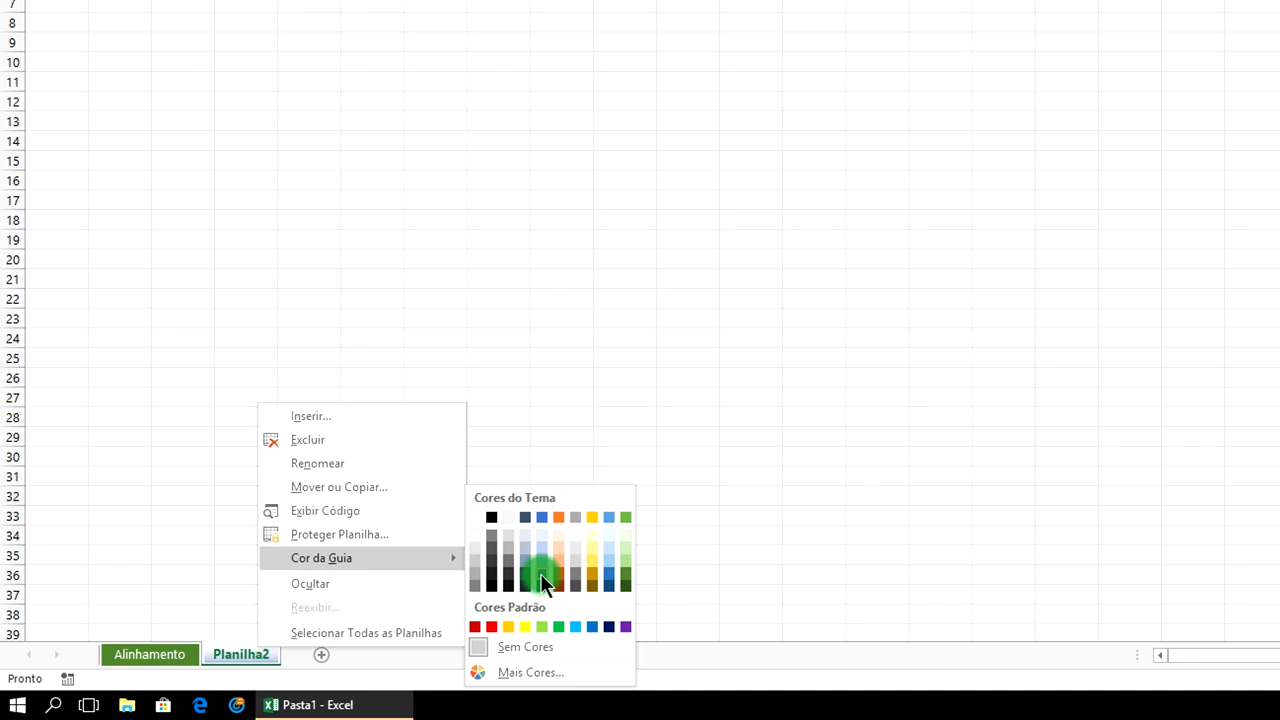 7
8
9
10
11
12
13
14
15
16
17
18
19
20
21
22
23
24
25
26
27
28
29
30
31
32
33
34
35
36
37
38
39
Inserir...
Excluir
Renomear
Mover ou Copiar...
Exibir Código
Proteger Planilha...
Cor da Guia
Ocultar
Reexibir...
Selecionar Todas as Planilhas
Cores do Tema
Cores Padrão
Sem Cores
Mais Cores...
Alinhamento
Planilha2
Pronto
Pasta1 - Excel